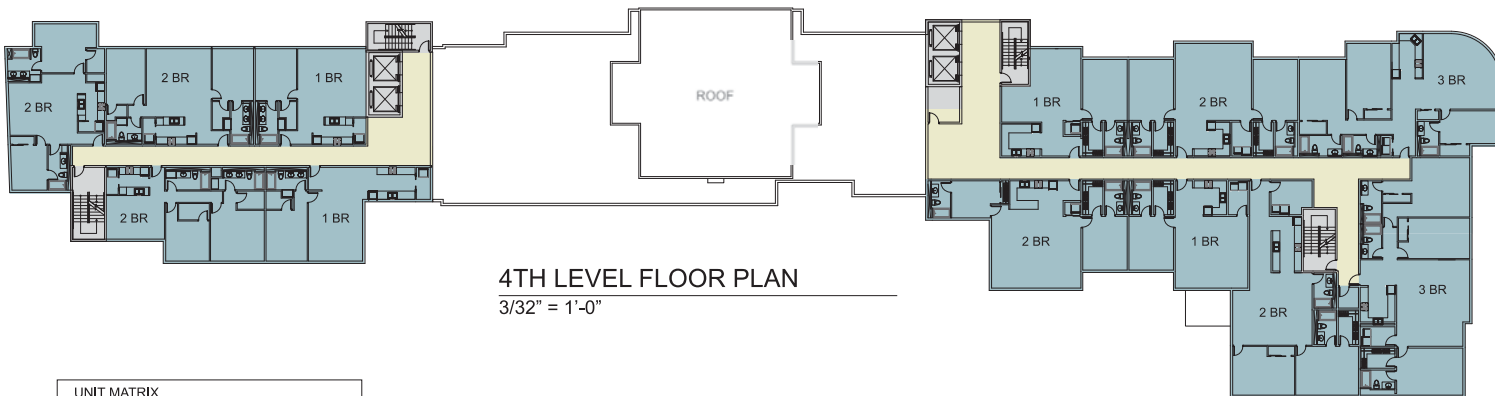 2 BR
2 BR
1 BR
2 BR
1 BR
ROOF
1 BR
2 BR
3 BR
2 BR
1 BR
2 BR
3 BR
4TH LEVEL FLOOR PLAN
3/32” = 1’-0”
UNIT MATRIX